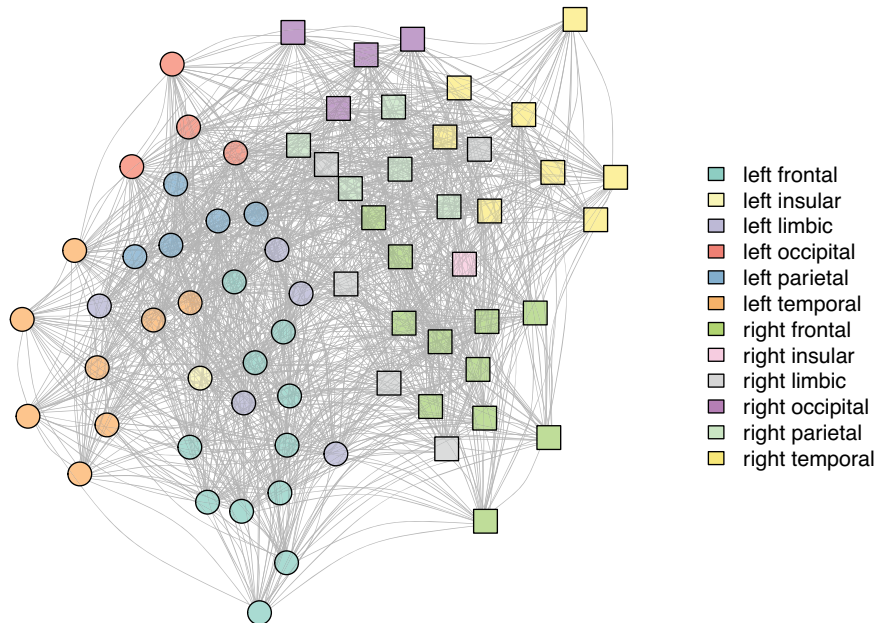 left frontal
left insular
left limbic
left occipital
left parietal
left temporal
right frontal
right insular
right limbic
right occipital
right parietal
right temporal